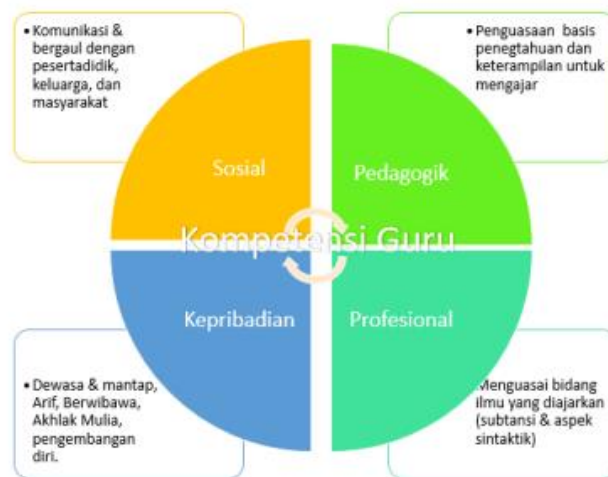 Komunikasi &
bergaul dengan
pesertadidik,
keluarga, dan
masyarakat
Penguasaan basis
penegtahuan dan
keterampilan untuk
mengajar
Sosial
Pedagogik
Kompetensi Guru
Kepribadian
Profesional
Dewasa & mantap,
Arif, Berwibawa,
Akhlak Mulia,
pengembangan
diri.
Menguasai bidang
ilmu yang diajarkan
(subtansi & aspek
sintaktik)